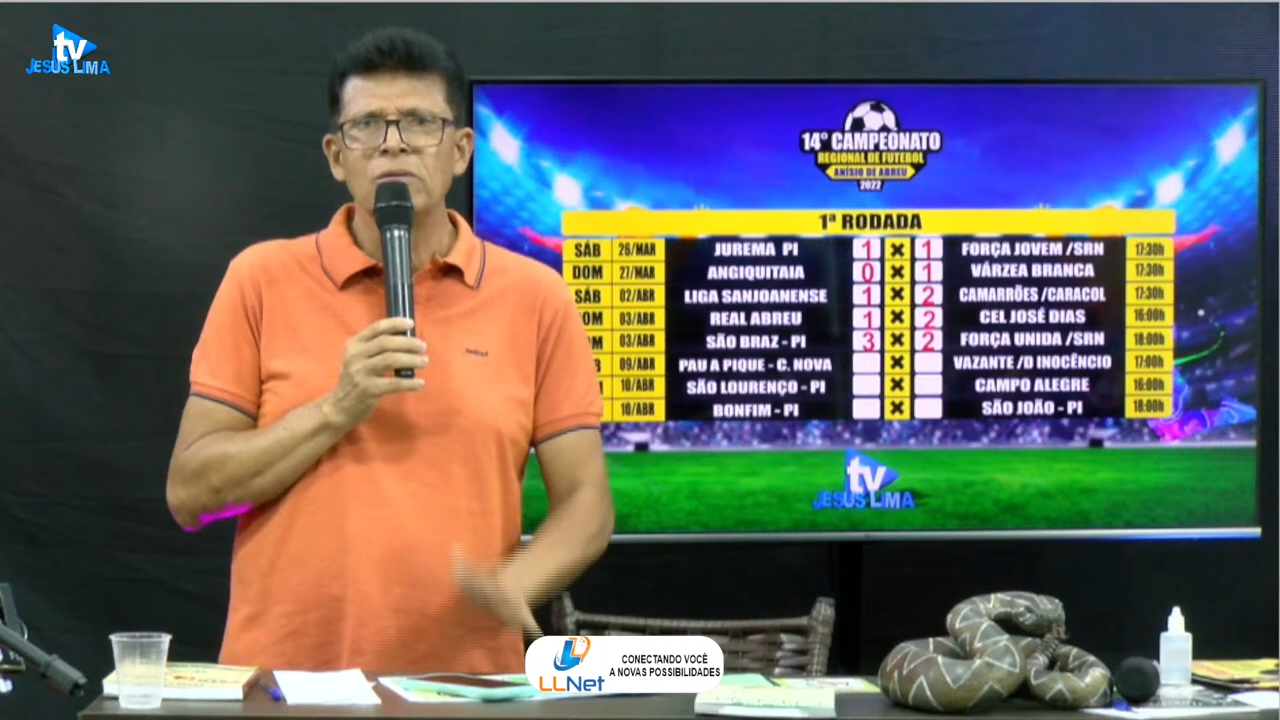 tv
JESUS LIMA
14º CAMPEONATO
REGIONAL DE FUTEBOL
ANÍSIO DE ABREU
2022
1ª RODADA
SÁB 26/MAR JUREMA PI 1 X 1 FORÇA JOVEM /SRN 17:30h
DOM 27/MAR ANGIQUITAIA 0 X 1 VÁRZEA BRANCA 17:30h
SÁB 02/ABR LIGA SANJOANENSE 1 X 2 CAMARRÕES /CARACOL 17:30h
OM 03/ABR REAL ABREU 1 X 2 CEL JOSÉ DIAS 16:00h
M 03/ABR SÃO BRAZ - PI 3 X 2 FORÇA UNIDA /SRN 18:00h
09/ABR PAU A PIQUE - C. NOVA X VAZANTE /D INOCÊNCIO 17:00h
10/ABR SÃO LOURENÇO - PI X CAMPO ALEGRE 16:00h
10/ABR BONFIM - PI X SÃO JOÃO - PI 18:00h
tv
JESUS LIMA
LLNet
CONECTANDO VOCÊ
A NOVAS POSSIBILIDADES